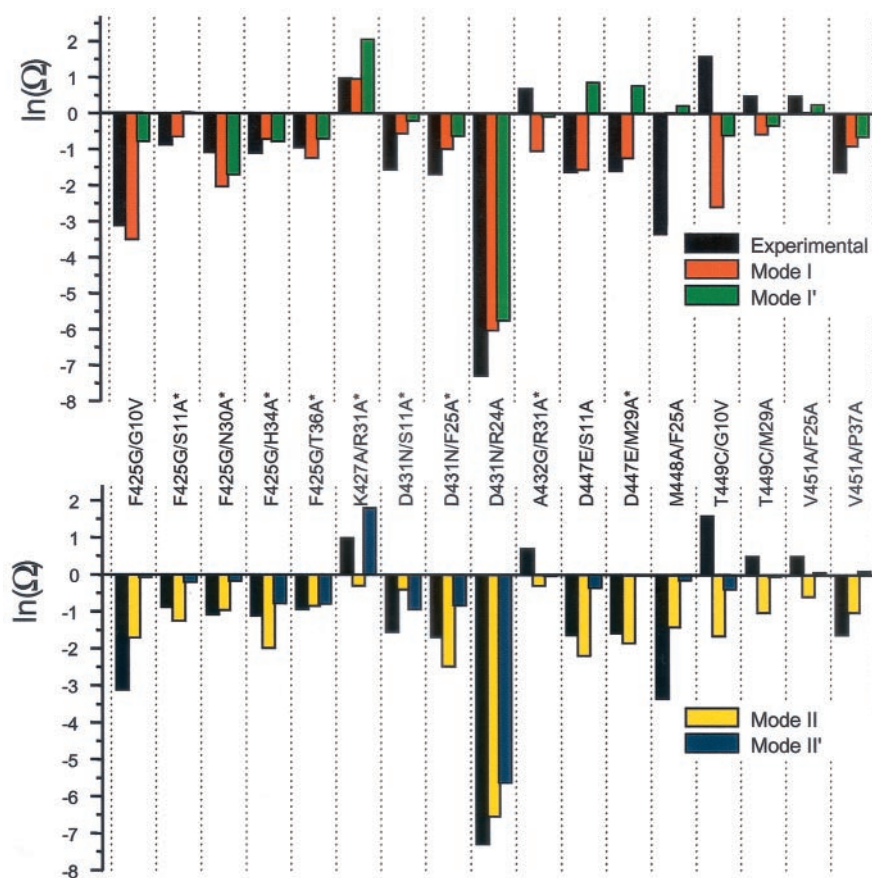 ln(Ω)
2
1
0
-1
-2
-3
-4
-5
-6
-7
-8
Experimental
Mode I
Mode I'
F425G/G10V
F425G/S11A*
F425G/N30A*
F425G/H34A*
F425G/T36A*
K427A/R31A*
D431N/S11A*
D431N/F25A*
D431N/R24A
A432G/R31A*
D447E/S11A
D447E/M29A*
M448A/F25A
T449C/G10V
T449C/M29A
V451A/F25A
V451A/P37A
ln(Ω)
2
1
0
-1
-2
-3
-4
-5
-6
-7
-8
Mode II
Mode II'